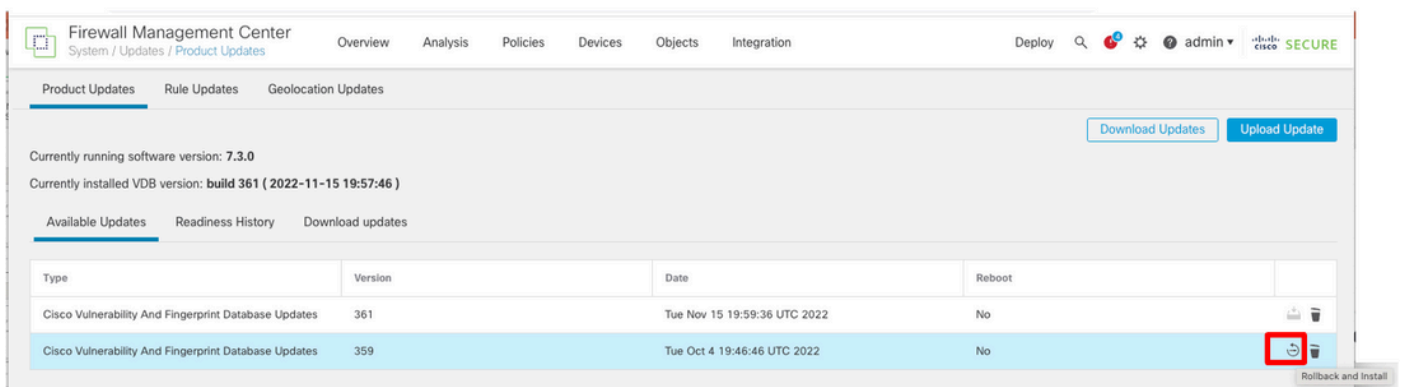 Firewall Management Center
System / Updates / Product Updates
Overview Analysis Policies Devices Objects Integration
Deploy 4 admin
cisco SECURE
Product Updates Rule Updates Geolocation Updates
Download Updates Upload Update
Currently running software version: 7.3.0
Currently installed VDB version: build 361 ( 2022-11-15 19:57:46 )
Available Updates Readiness History Download updates
Type Version Date Reboot
Cisco Vulnerability And Fingerprint Database Updates 361 Tue Nov 15 19:59:36 UTC 2022 No
Cisco Vulnerability And Fingerprint Database Updates 359 Tue Oct 4 19:46:46 UTC 2022 No
Rollback and Install